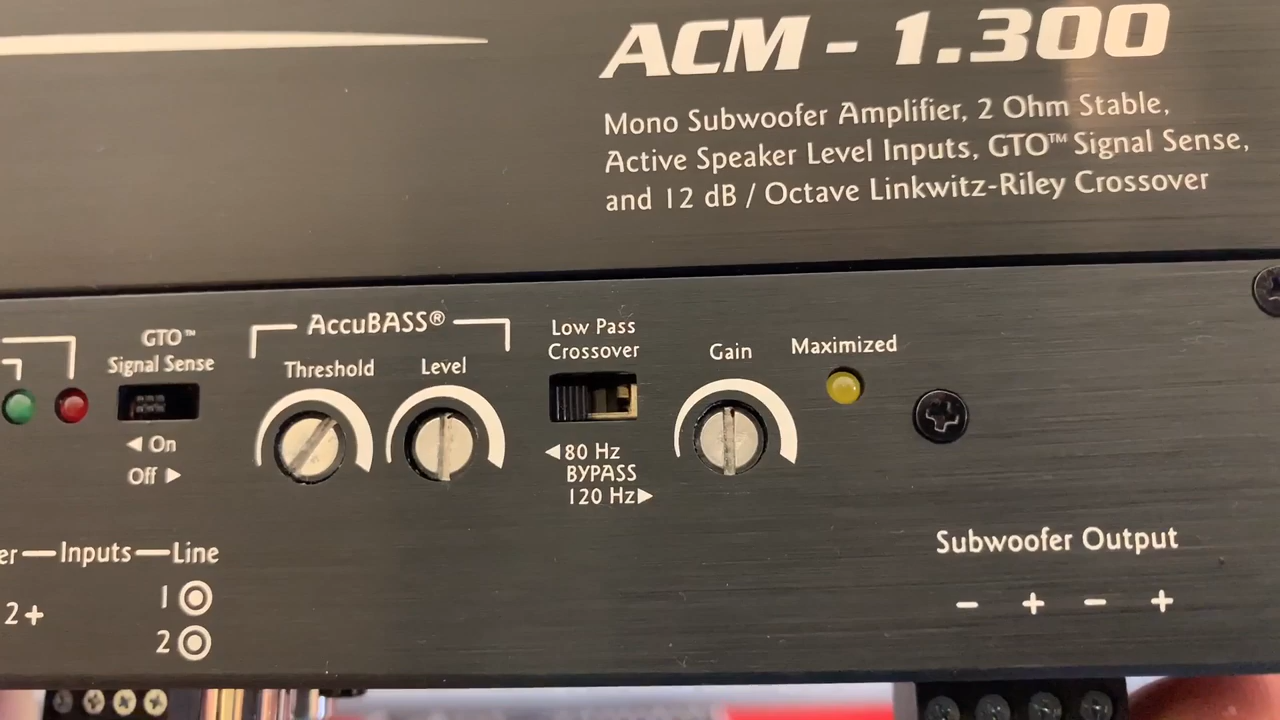 ACM - 1.300
Mono Subwoofer Amplifier, 2 Ohm Stable,
Active Speaker Level Inputs, GTO™ Signal Sense,
and 12 dB / Octave Linkwitz-Riley Crossover
GTO™
Signal Sense
◀ On
Off ▶
AccuBASS®
Threshold
Level
Low Pass
Crossover
◀80 Hz
BYPASS
120 Hz▶
Gain
Maximized
er—Inputs—Line
2+
1
2
Subwoofer Output
- + - +